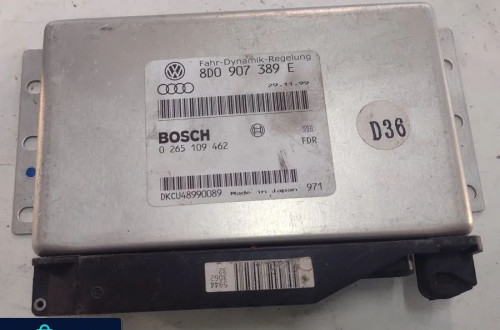 Fahr-Dynamik-Regelung
8D0 907 389 E
29.11.99
BOSCH
0 265 109 462
FDR
DKCU48990089 Made in Japan 971
D36